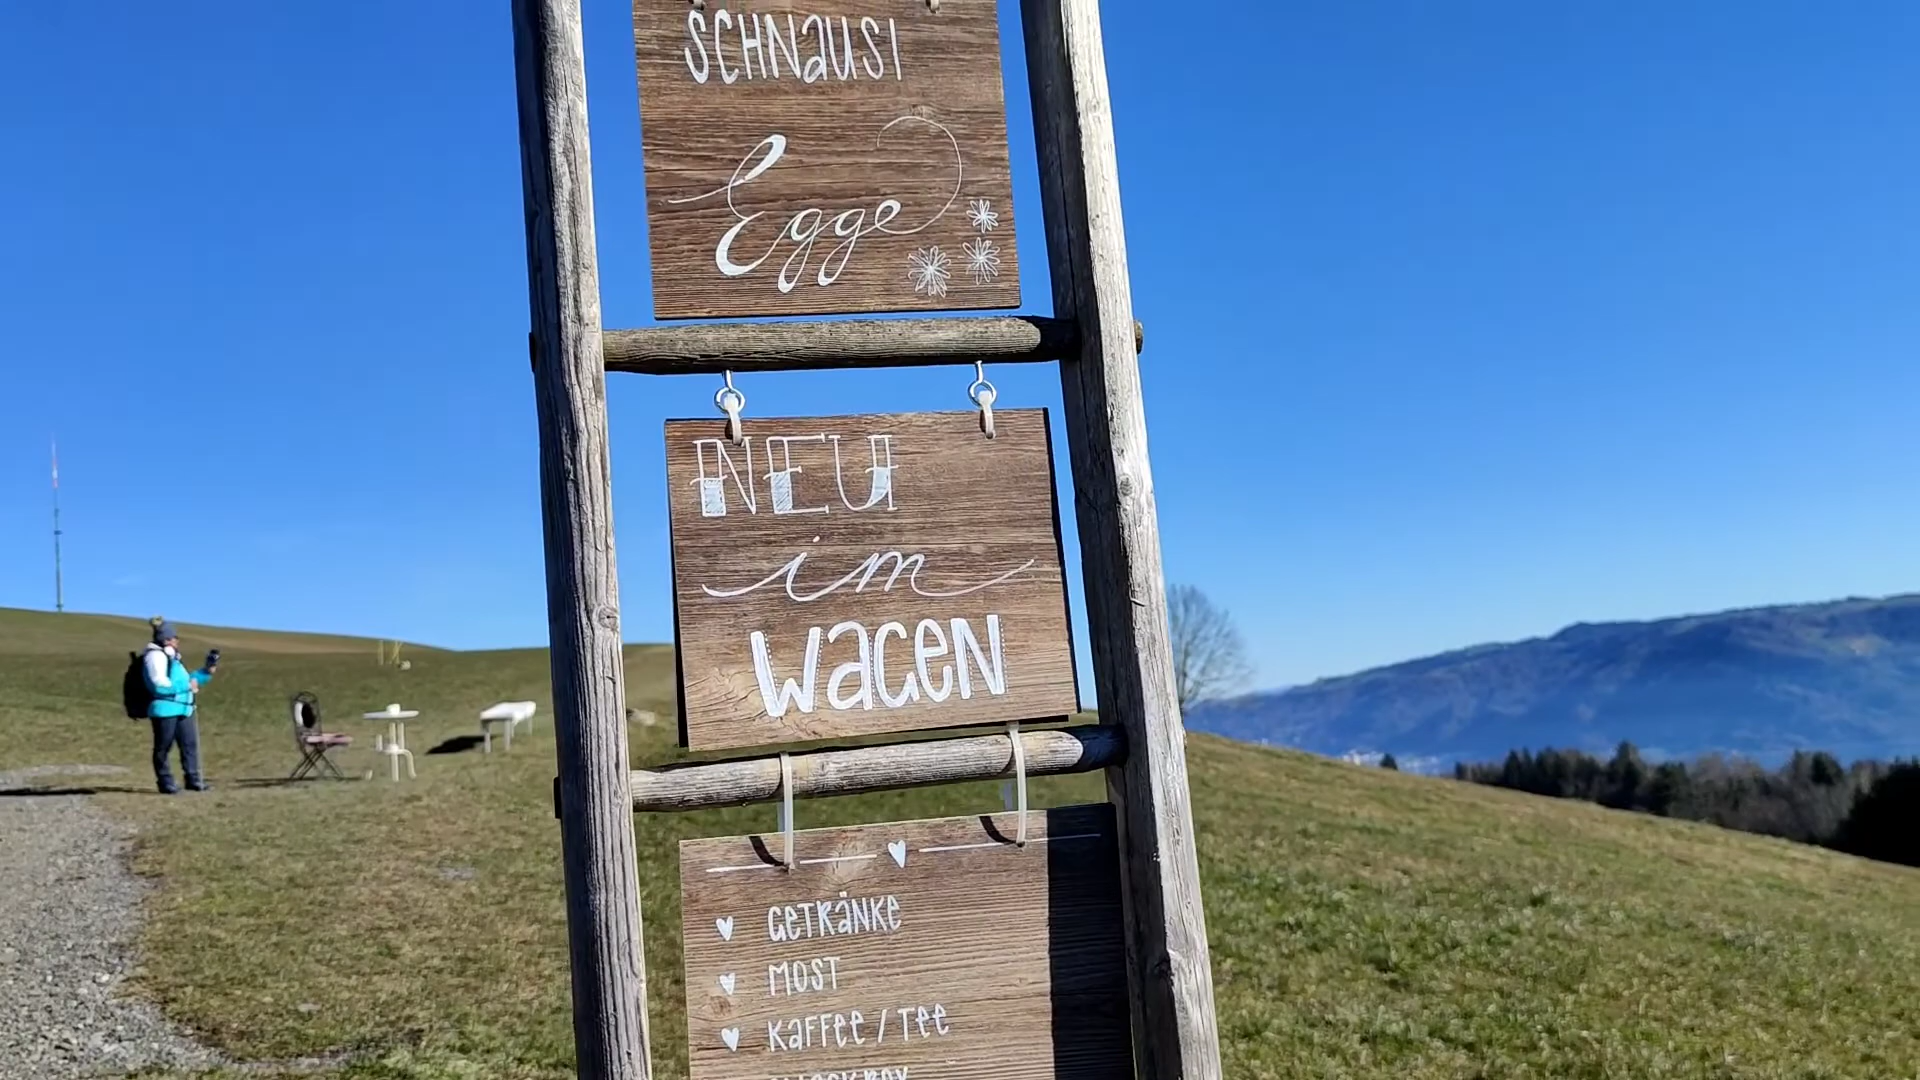 SCHNAUSI
Egge
NEU
im
WAGEN
GETRÄNKE
MOST
KAFFEE / TEE